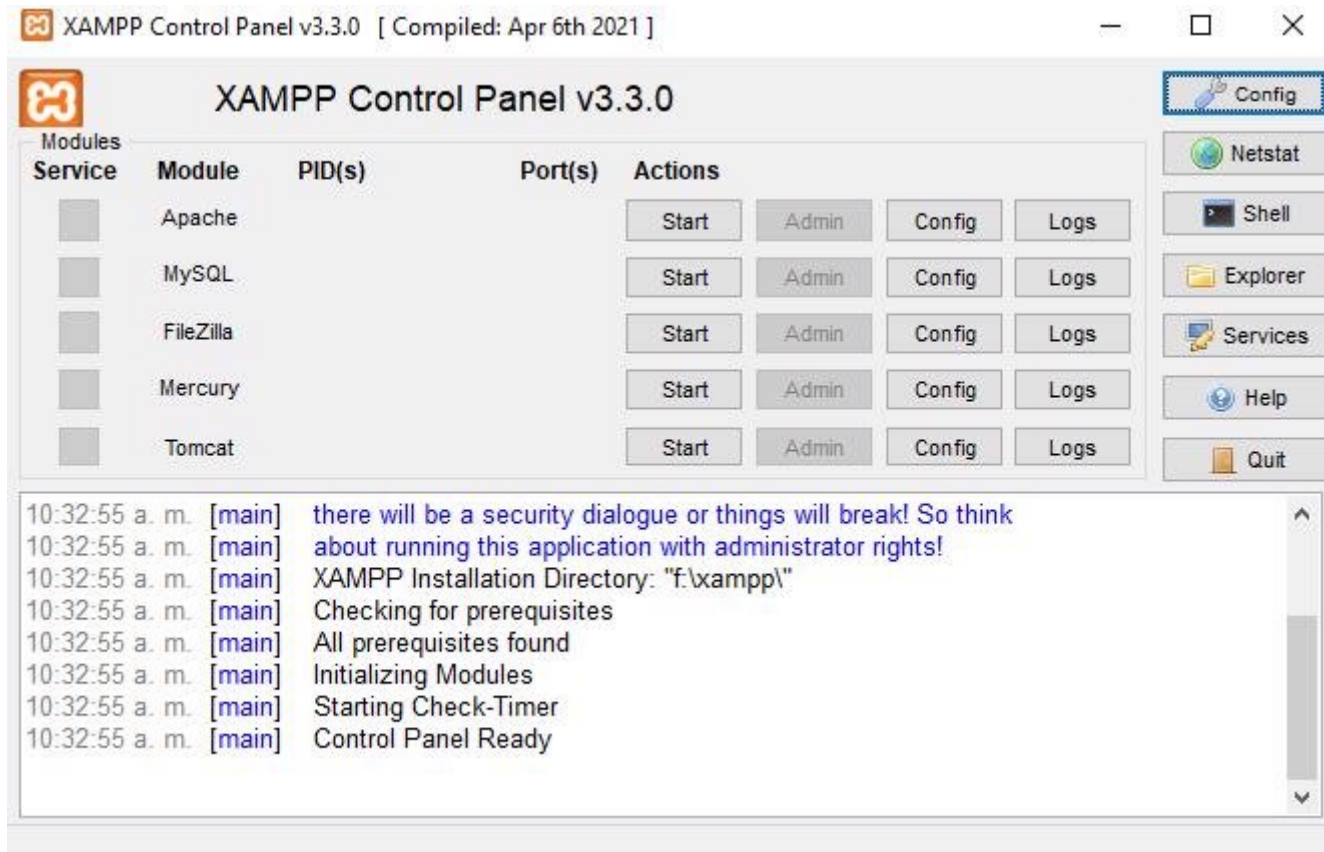 XAMPP Control Panel v3.3.0 [ Compiled: Apr 6th 2021 ]
XAMPP Control Panel v3.3.0
Config
Modules
Netstat
Service Module PID(s) Port(s) Actions
Apache Start Admin Config Logs
Shell
MySQL Start Admin Config Logs
Explorer
FileZilla Start Admin Config Logs
Services
Mercury Start Admin Config Logs
Help
Tomcat Start Admin Config Logs
Quit
10:32:55 a. m. [main] there will be a security dialogue or things will break! So think
10:32:55 a. m. [main] about running this application with administrator rights!
10:32:55 a. m. [main] XAMPP Installation Directory: "f:\xampp\"
10:32:55 a. m. [main] Checking for prerequisites
10:32:55 a. m. [main] All prerequisites found
10:32:55 a. m. [main] Initializing Modules
10:32:55 a. m. [main] Starting Check-Timer
10:32:55 a. m. [main] Control Panel Ready